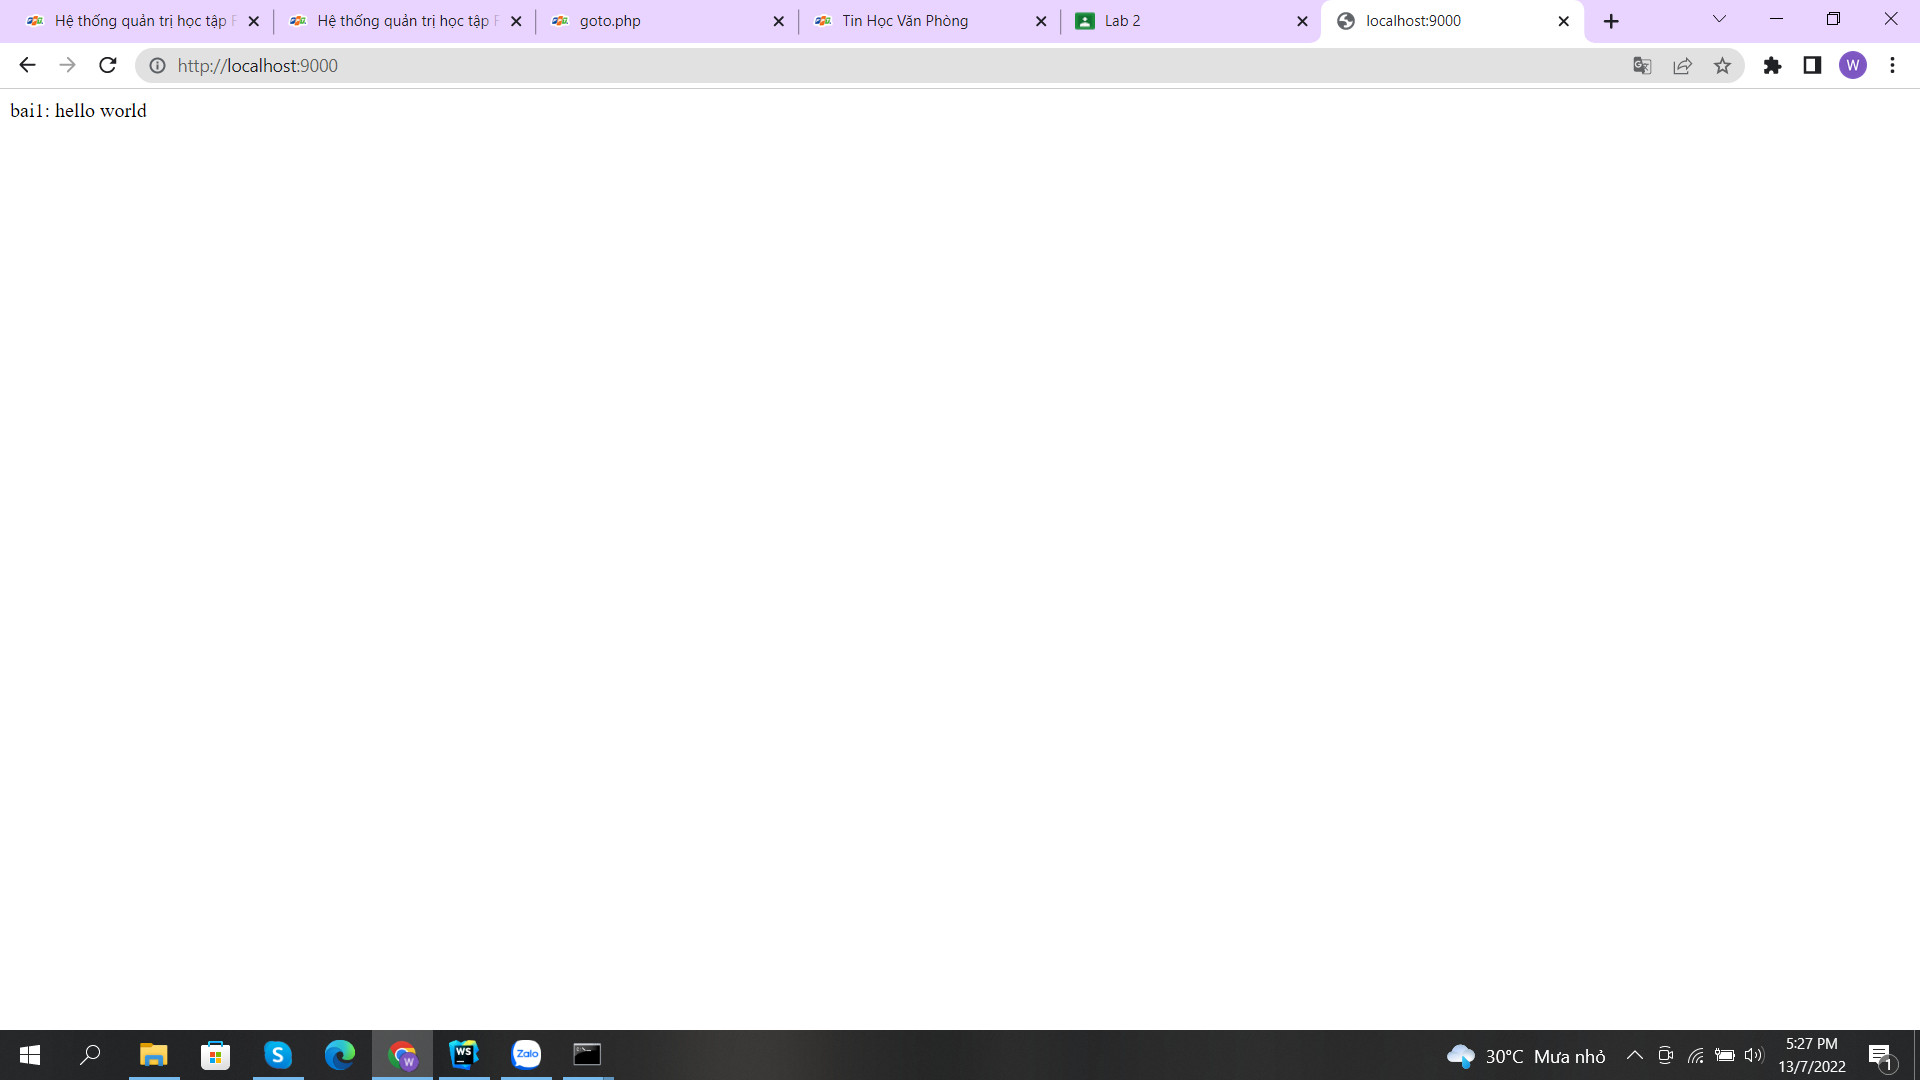 Hệ thống quản trị học tập F
Hệ thống quản trị học tập F
goto.php
Tin Học Văn Phòng
Lab 2
localhost:9000
http://localhost:9000
W
bai1: hello world
S
W
WS
Zalo
30°C Mưa nhỏ
5:27 PM
13/7/2022
1